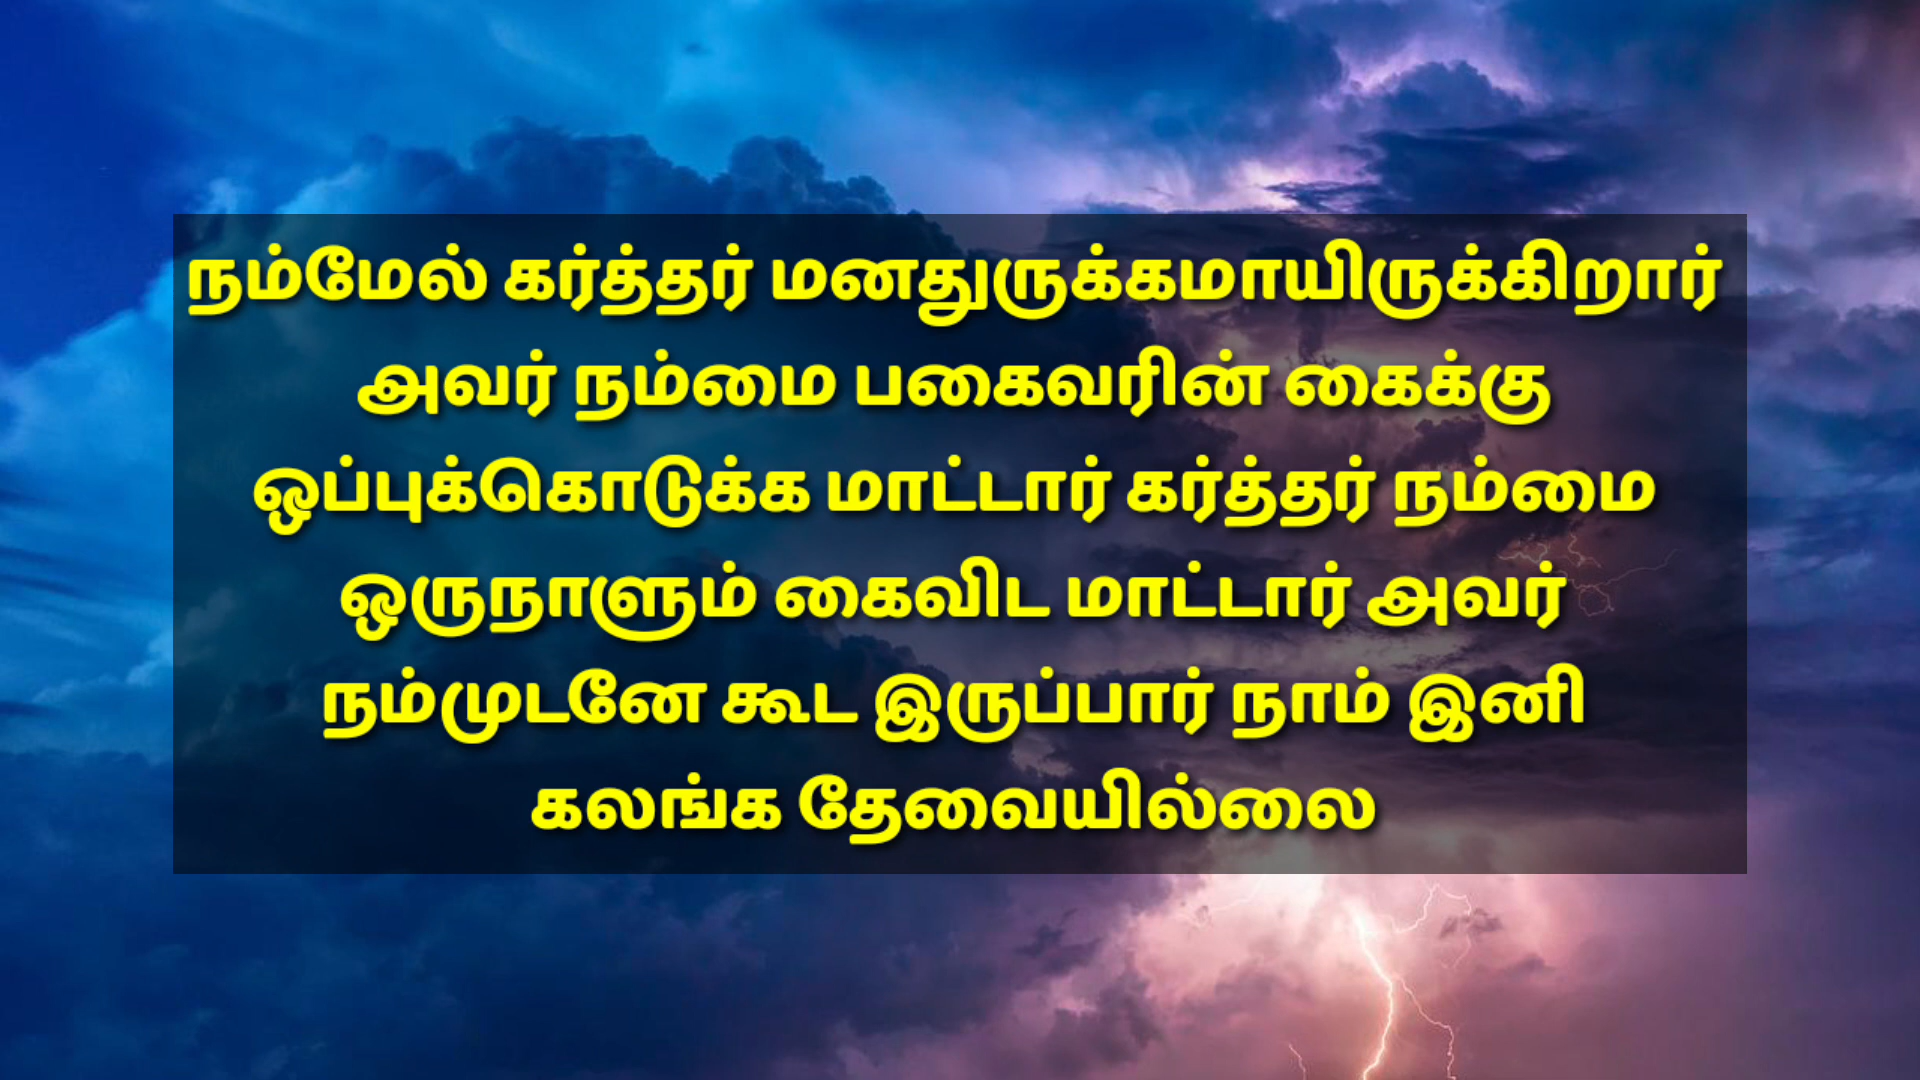 நம்மேல் கர்த்தர் மனதுருக்கமாயிருக்கிறார்
அவர் நம்மை பகைவரின் கைக்கு
ஒப்புக்கொடுக்க மாட்டார் கர்த்தர் நம்மை
ஒருநாளும் கைவிட மாட்டார் அவர்
நம்முடனே கூட இருப்பார் நாம் இனி
கலங்க தேவையில்லை